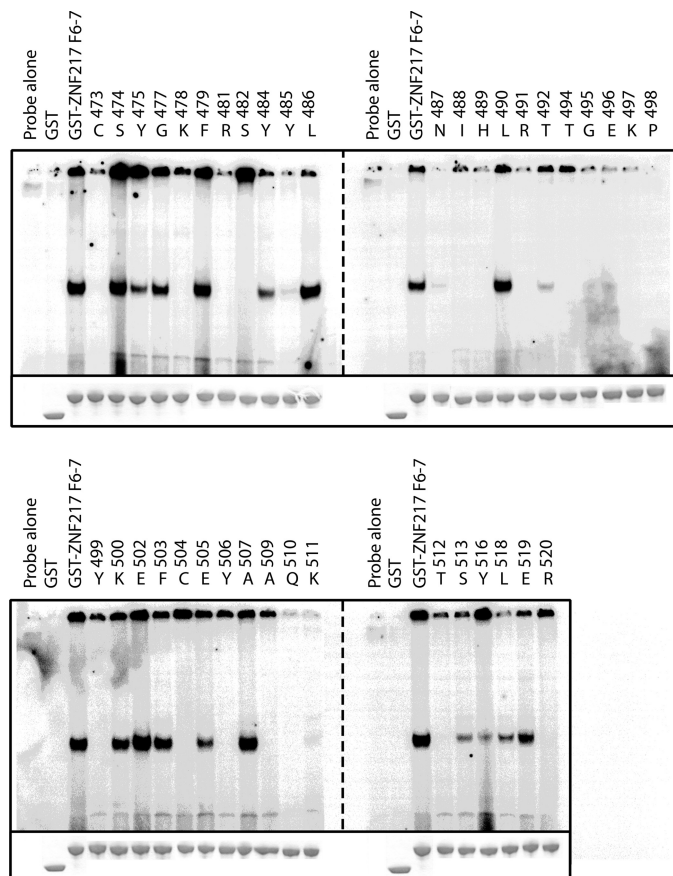 Probe alone
GST
GST-ZNF217 F6-7
473 C
474 S
475 Y
477 G
478 K
479 F
481 R
482 S
484 Y
485 Y
486 L
Probe alone
GST
GST-ZNF217 F6-7
487 N
488 I
489 H
490 L
491 R
492 T
494 T
495 G
496 E
497 K
498 P
Probe alone
GST
GST-ZNF217 F6-7
499 Y
500 K
502 E
503 F
504 C
505 E
506 Y
507 A
509 A
510 Q
511 K
Probe alone
GST
GST-ZNF217 F6-7
512 T
513 S
516 Y
518 L
519 E
520 R